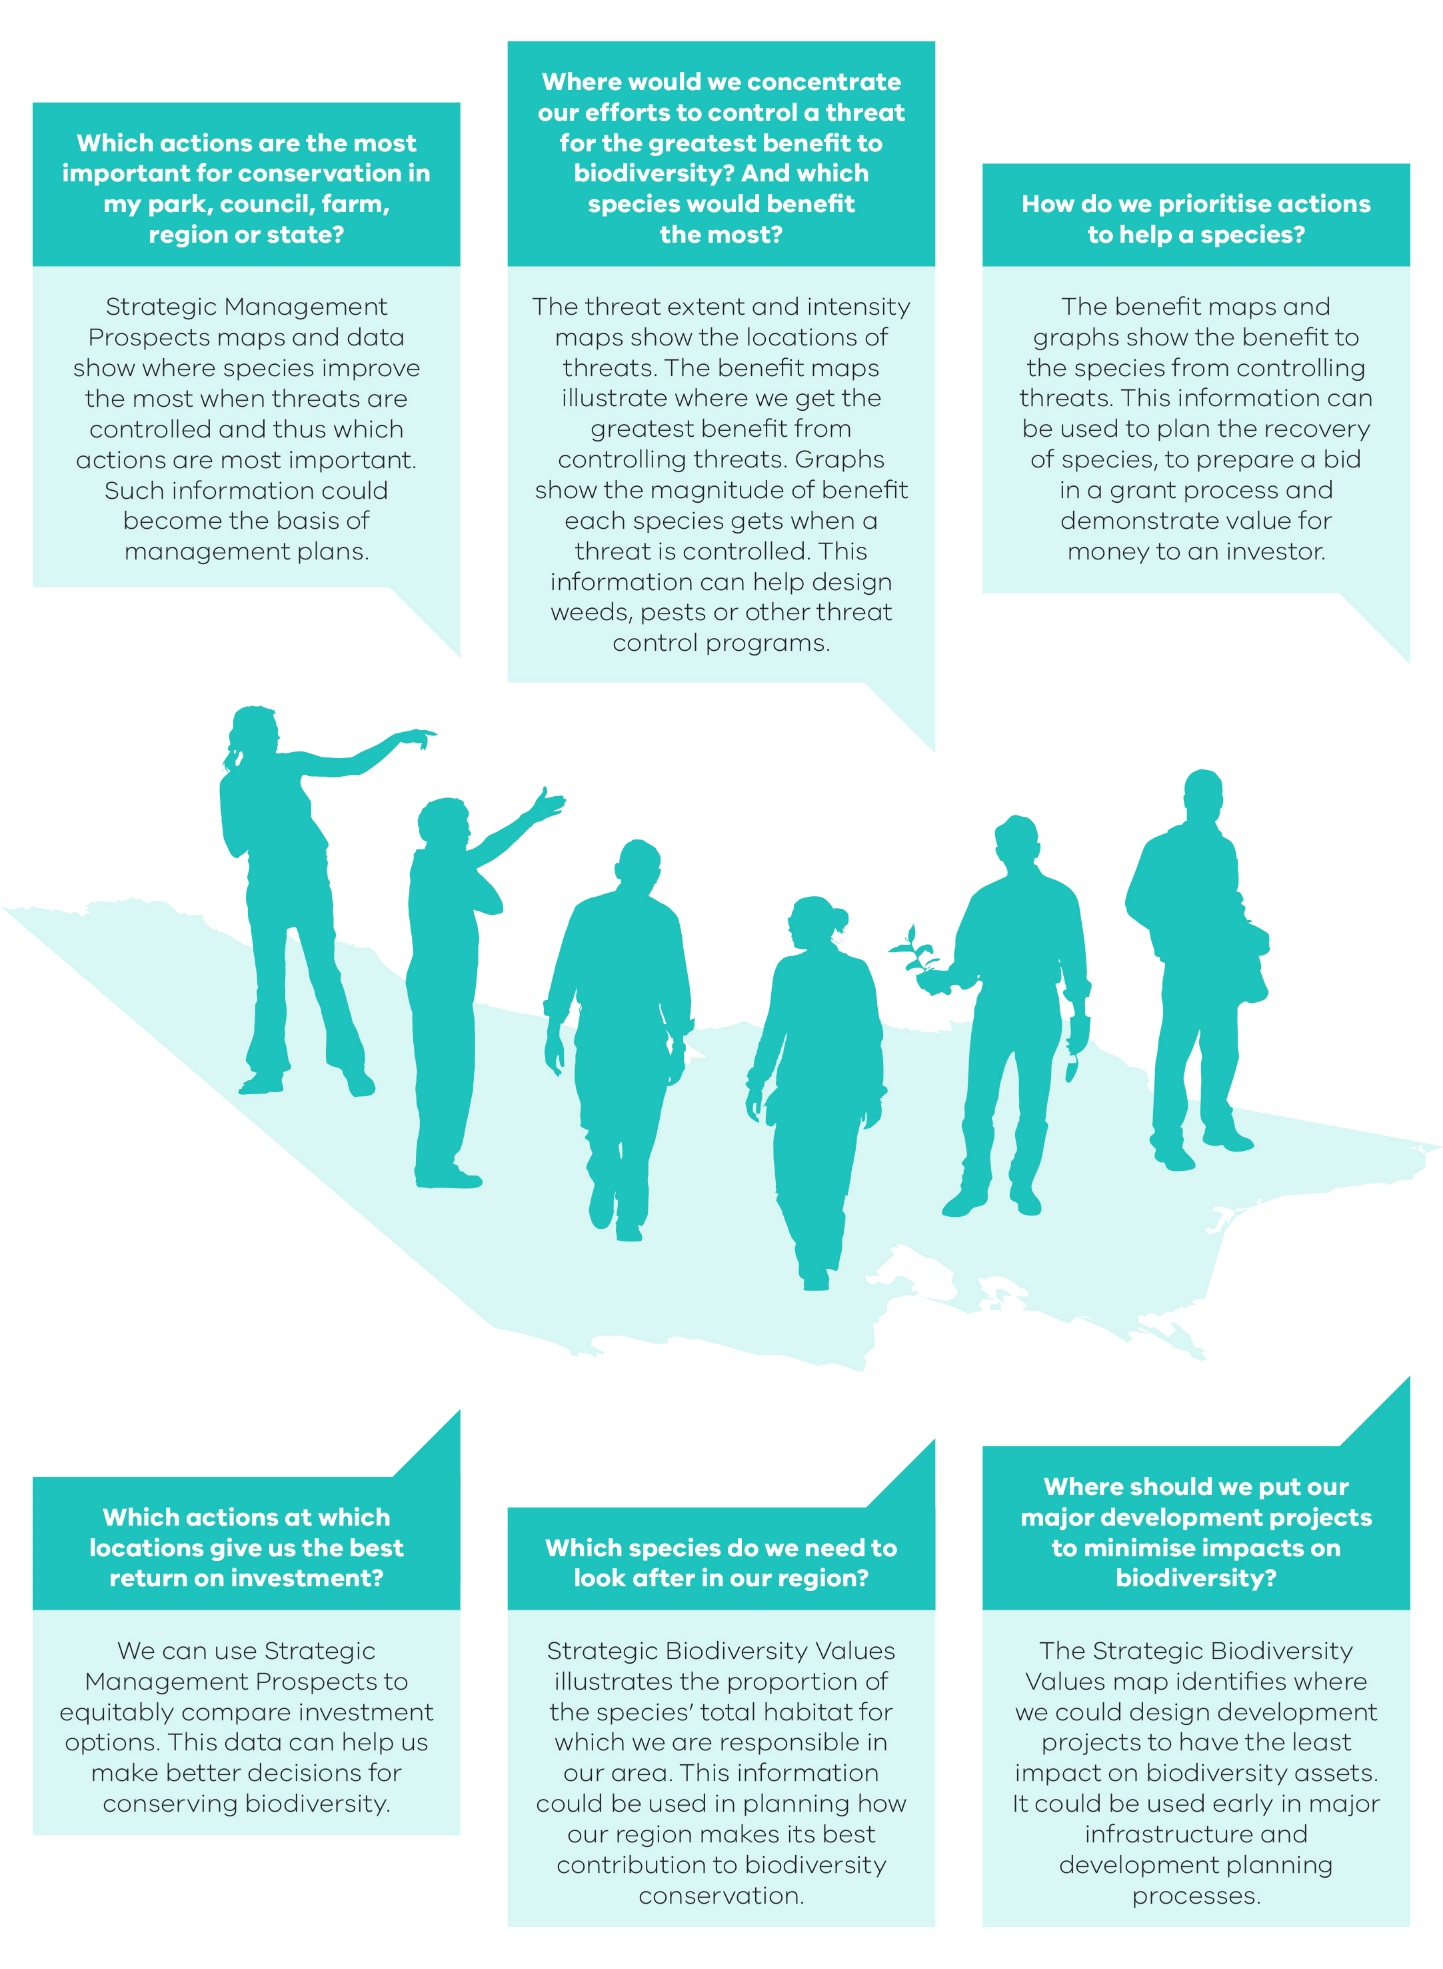 Which actions are the most
important for conservation in
my park, council, farm,
region or state?
Strategic Management
Prospects maps and data
show where species improve
the most when threats are
controlled and thus which
actions are most important.
Such information could
become the basis of
management plans.
Where would we concentrate
our efforts to control a threat
for the greatest benefit to
biodiversity? And which
species would benefit
the most?
The threat extent and intensity
maps show the locations of
threats. The benefit maps
illustrate where we get the
greatest benefit from
controlling threats. Graphs
show the magnitude of benefit
each species gets when a
threat is controlled. This
information can help design
weeds, pests or other threat
control programs.
How do we prioritise actions
to help a species?
The benefit maps and
graphs show the benefit to
the species from controlling
threats. This information can
be used to plan the recovery
of species, to prepare a bid
in a grant process and
demonstrate value for
money to an investor.
Which actions at which
locations give us the best
return on investment?
We can use Strategic
Management Prospects to
equitably compare investment
options. This data can help us
make better decisions for
conserving biodiversity.
Which species do we need to
look after in our region?
Strategic Biodiversity Values
illustrates the proportion of
the species' total habitat for
which we are responsible in
our area. This information
could be used in planning how
our region makes its best
contribution to biodiversity
conservation.
Where should we put our
major development projects
to minimise impacts on
biodiversity?
The Strategic Biodiversity
Values map identifies where
we could design development
projects to have the least
impact on biodiversity assets.
It could be used early in major
infrastructure and
development planning
processes.